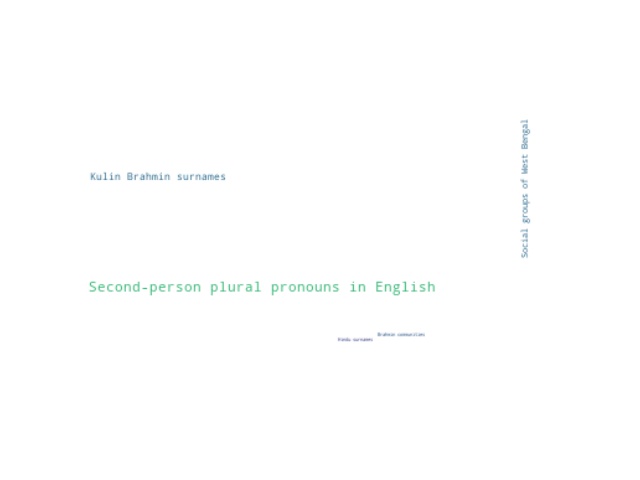 Social groups of West Bengal
Kulin Brahmin surnames
Second-person plural pronouns in English
Brahmin communities
Hindu surnames